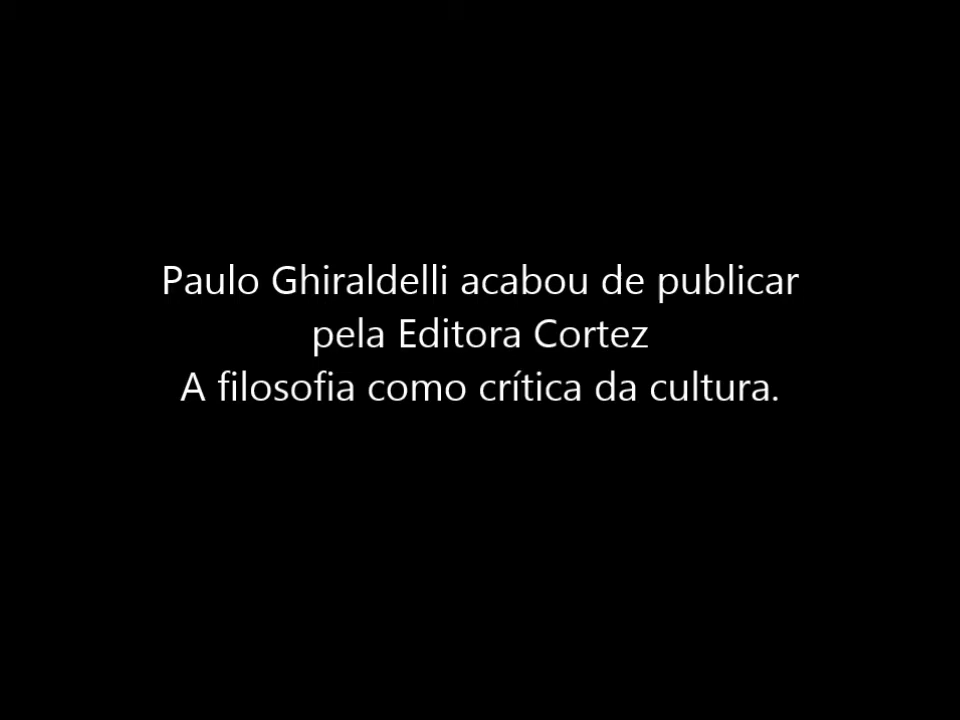 Paulo Ghiraldelli acabou de publicar
pela Editora Cortez
A filosofia como crítica da cultura.